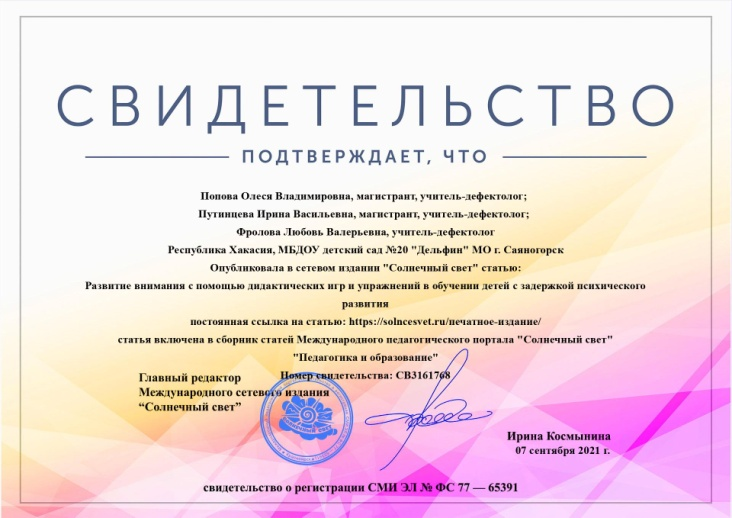 СВИДЕТЕЛЬСТВО
ПОДТВЕРЖДАЕТ, ЧТО
Попова Олеся Владимировна, магистрант, учитель-дефектолог;
Путинцева Ирина Васильевна, магистрант, учитель-дефектолог;
Фролова Любовь Валерьевна, учитель-дефектолог
Республика Хакасия, МБДОУ детский сад №20 "Дельфин" МО г. Саяногорск
Опубликовала в сетевом издании "Солнечный свет" статью:
Развитие внимания с помощью дидактических игр и упражнений в обучении детей с задержкой психического
развития
постоянная ссылка на статью: https://solncesvet.ru/печатное-издание/
статья включена в сборник статей Международного педагогического портала "Солнечный свет"
"Педагогика и образование"
Номер свидетельства: СВ3161768
Главный редактор
Международного сетевого издания
“Солнечный свет”
Ирина Космынина
07 сентября 2021 г.
свидетельство о регистрации СМИ ЭЛ № ФС 77 — 65391